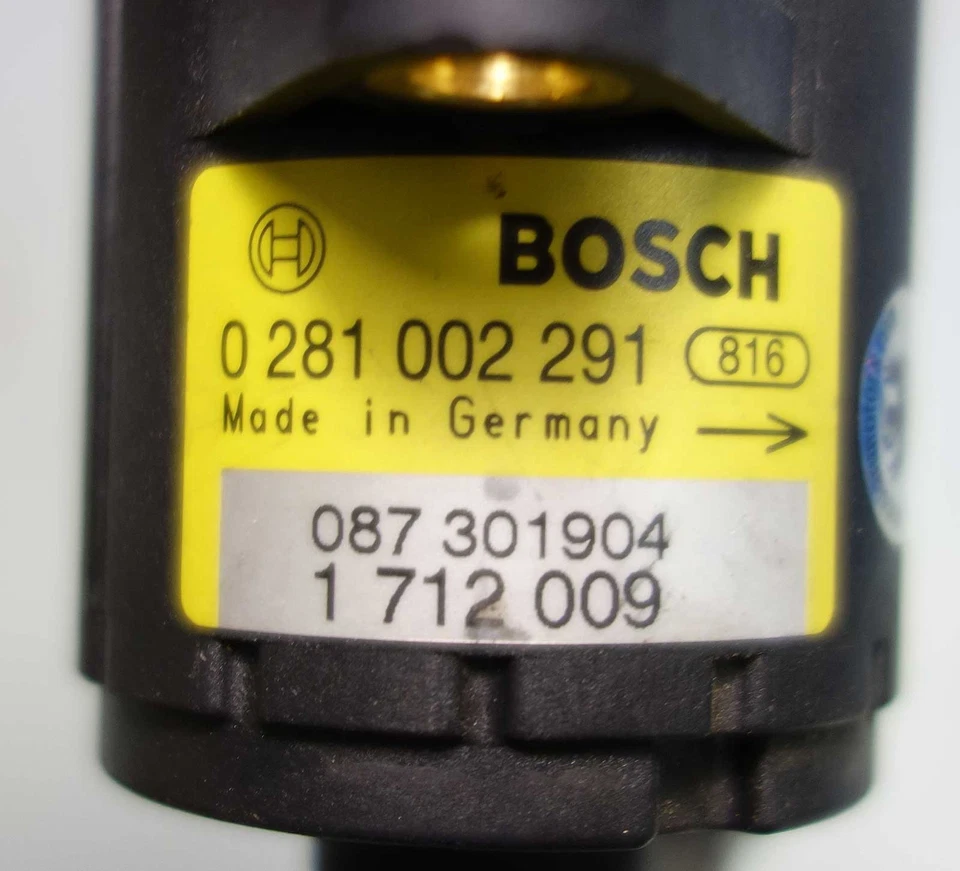 BOSCH
0 281 002 291 816
Made in Germany →
087 301904
1 712 009